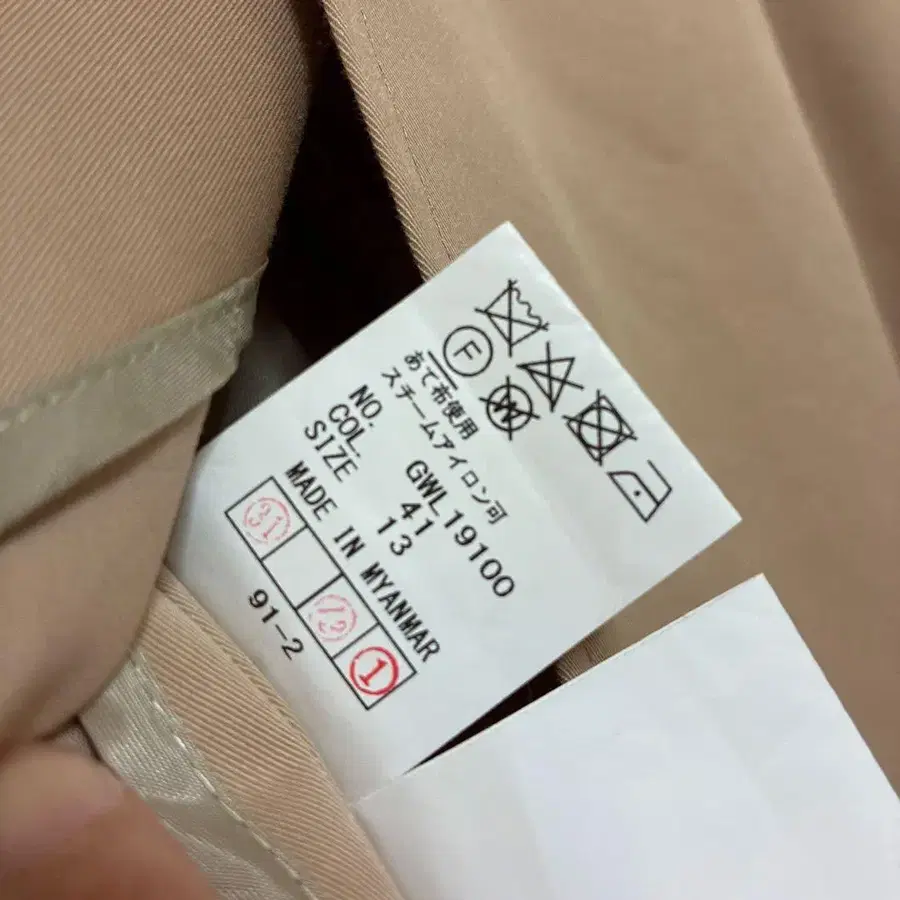 F
W
あて布使用
スチームアイロン可
NO. GWL19100
COL. 41
SIZE 13
MADE IN MYANMAR
31 12 1
91-2